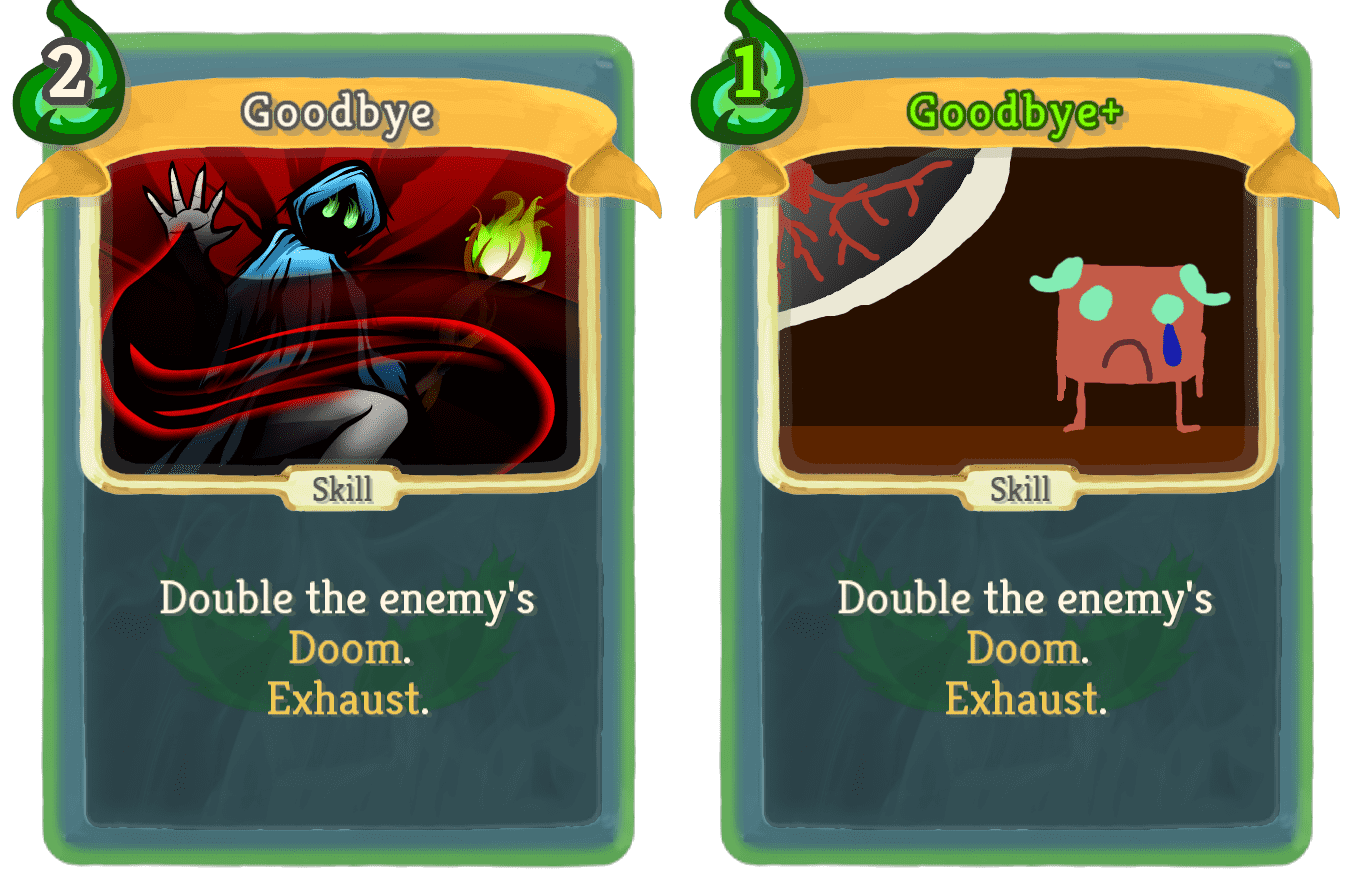 2
Goodbye
Skill
Double the enemy's
Doom.
Exhaust.
1
Goodbye+
Skill
Double the enemy's
Doom.
Exhaust.